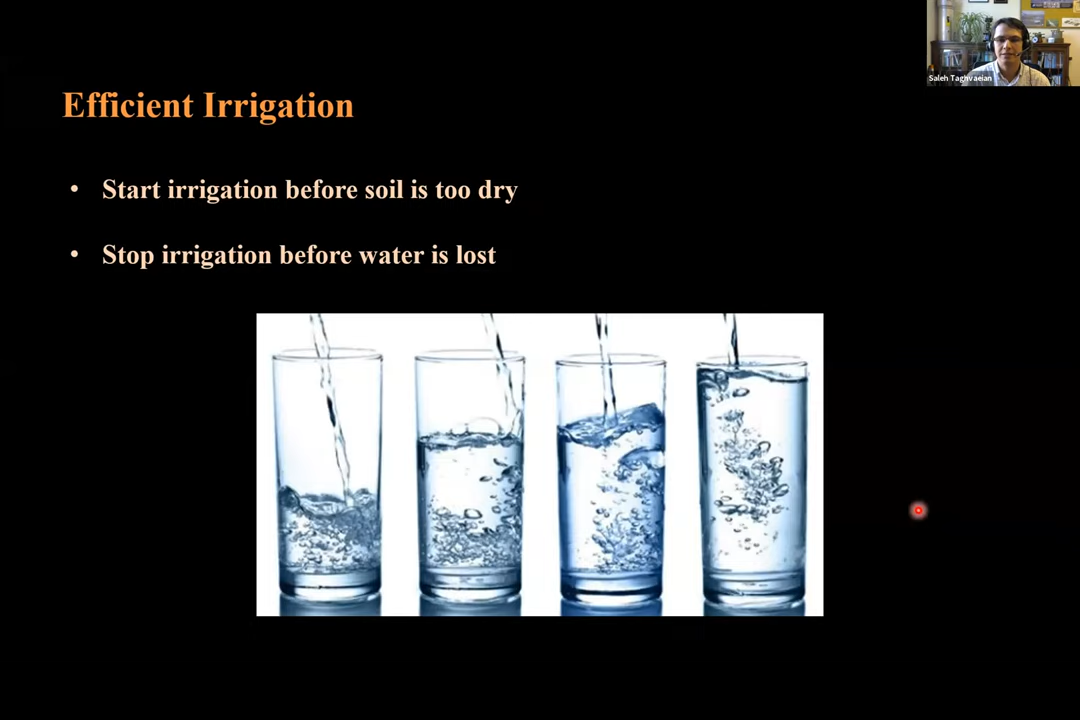 Saleh Taghvaeian
Efficient Irrigation
• Start irrigation before soil is too dry
• Stop irrigation before water is lost